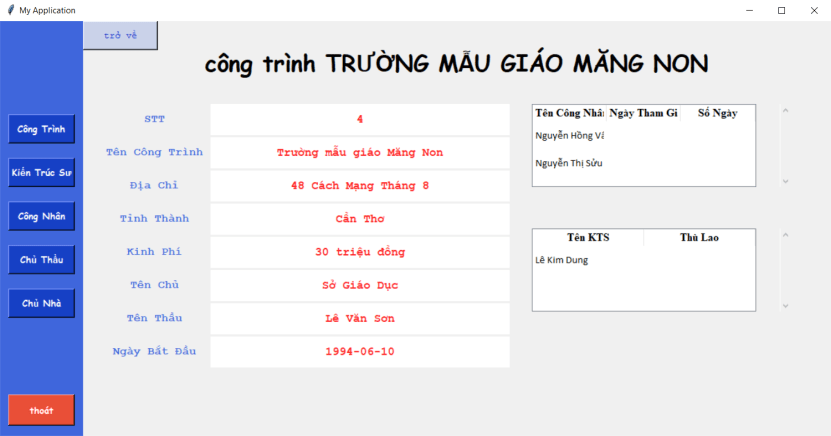 My Application
trở về
công trình TRƯỜNG MẪU GIÁO MĂNG NON
Công Trình
Kiến Trúc Sư
Công Nhân
Chủ Thầu
Chủ Nhà
thoát
STT 4
Tên Công Trình Trường mẫu giáo Măng Non
Địa Chỉ 48 Cách Mạng Tháng 8
Tỉnh Thành Cần Thơ
Kinh Phí 30 triệu đồng
Tên Chủ Sở Giáo Dục
Tên Thầu Lê Văn Sơn
Ngày Bắt Đầu 1994-06-10
Tên Công Nhân Ngày Tham Gi Số Ngày
Nguyễn Hồng Vâ
Nguyễn Thị Sửu
Tên KTS Thù Lao
Lê Kim Dung